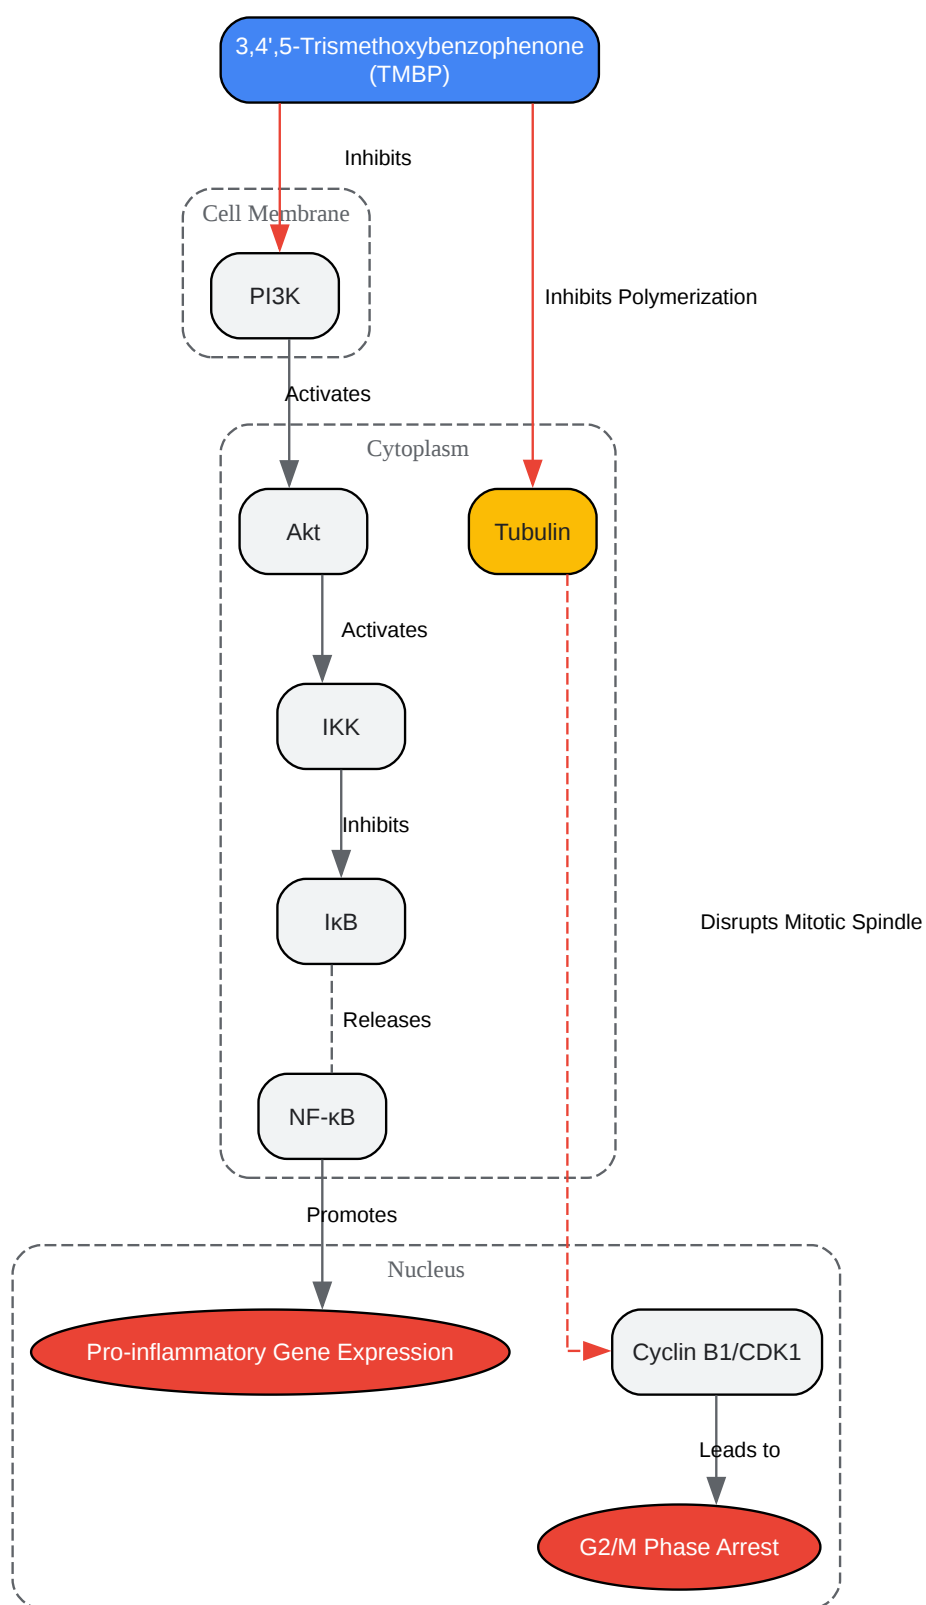 3,4',5-Trismethoxybenzophenone
(TMBP)
Inhibits
Cell Membrane
PI3K
Inhibits Polymerization
Activates
Cytoplasm
Akt
Tubulin
Activates
IKK
Inhibits
IκB
Disrupts Mitotic Spindle
Releases
NF-κB
Promotes
Nucleus
Pro-inflammatory Gene Expression
Cyclin B1/CDK1
Leads to
G2/M Phase Arrest